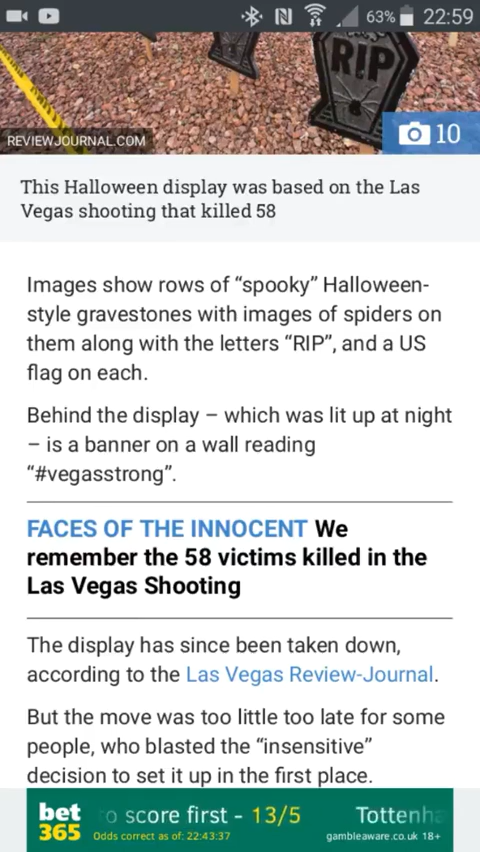 63% 22:59
RIP
REVIEWJOURNAL.COM
10
This Halloween display was based on the Las
Vegas shooting that killed 58
Images show rows of “spooky” Halloween-
style gravestones with images of spiders on
them along with the letters “RIP”, and a US
flag on each.
Behind the display – which was lit up at night
– is a banner on a wall reading
“#vegasstrong”.
FACES OF THE INNOCENT We
remember the 58 victims killed in the
Las Vegas Shooting
The display has since been taken down,
according to the Las Vegas Review-Journal.
But the move was too little too late for some
people, who blasted the “insensitive”
decision to set it up in the first place.
bet
365
o score first - 13/5 Tottenha
Odds correct as of: 22:43:37
gambleaware.co.uk 18+